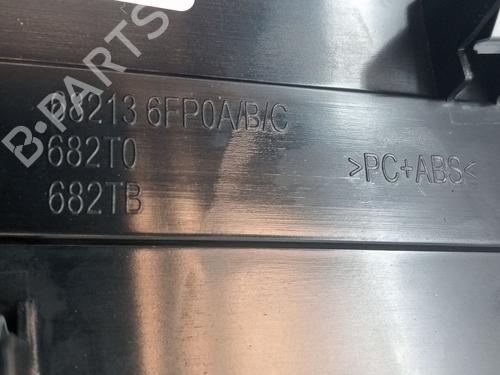 68213 6FP0A/B/C
682T0
682TB
>PC+ABS<
B-PARTS